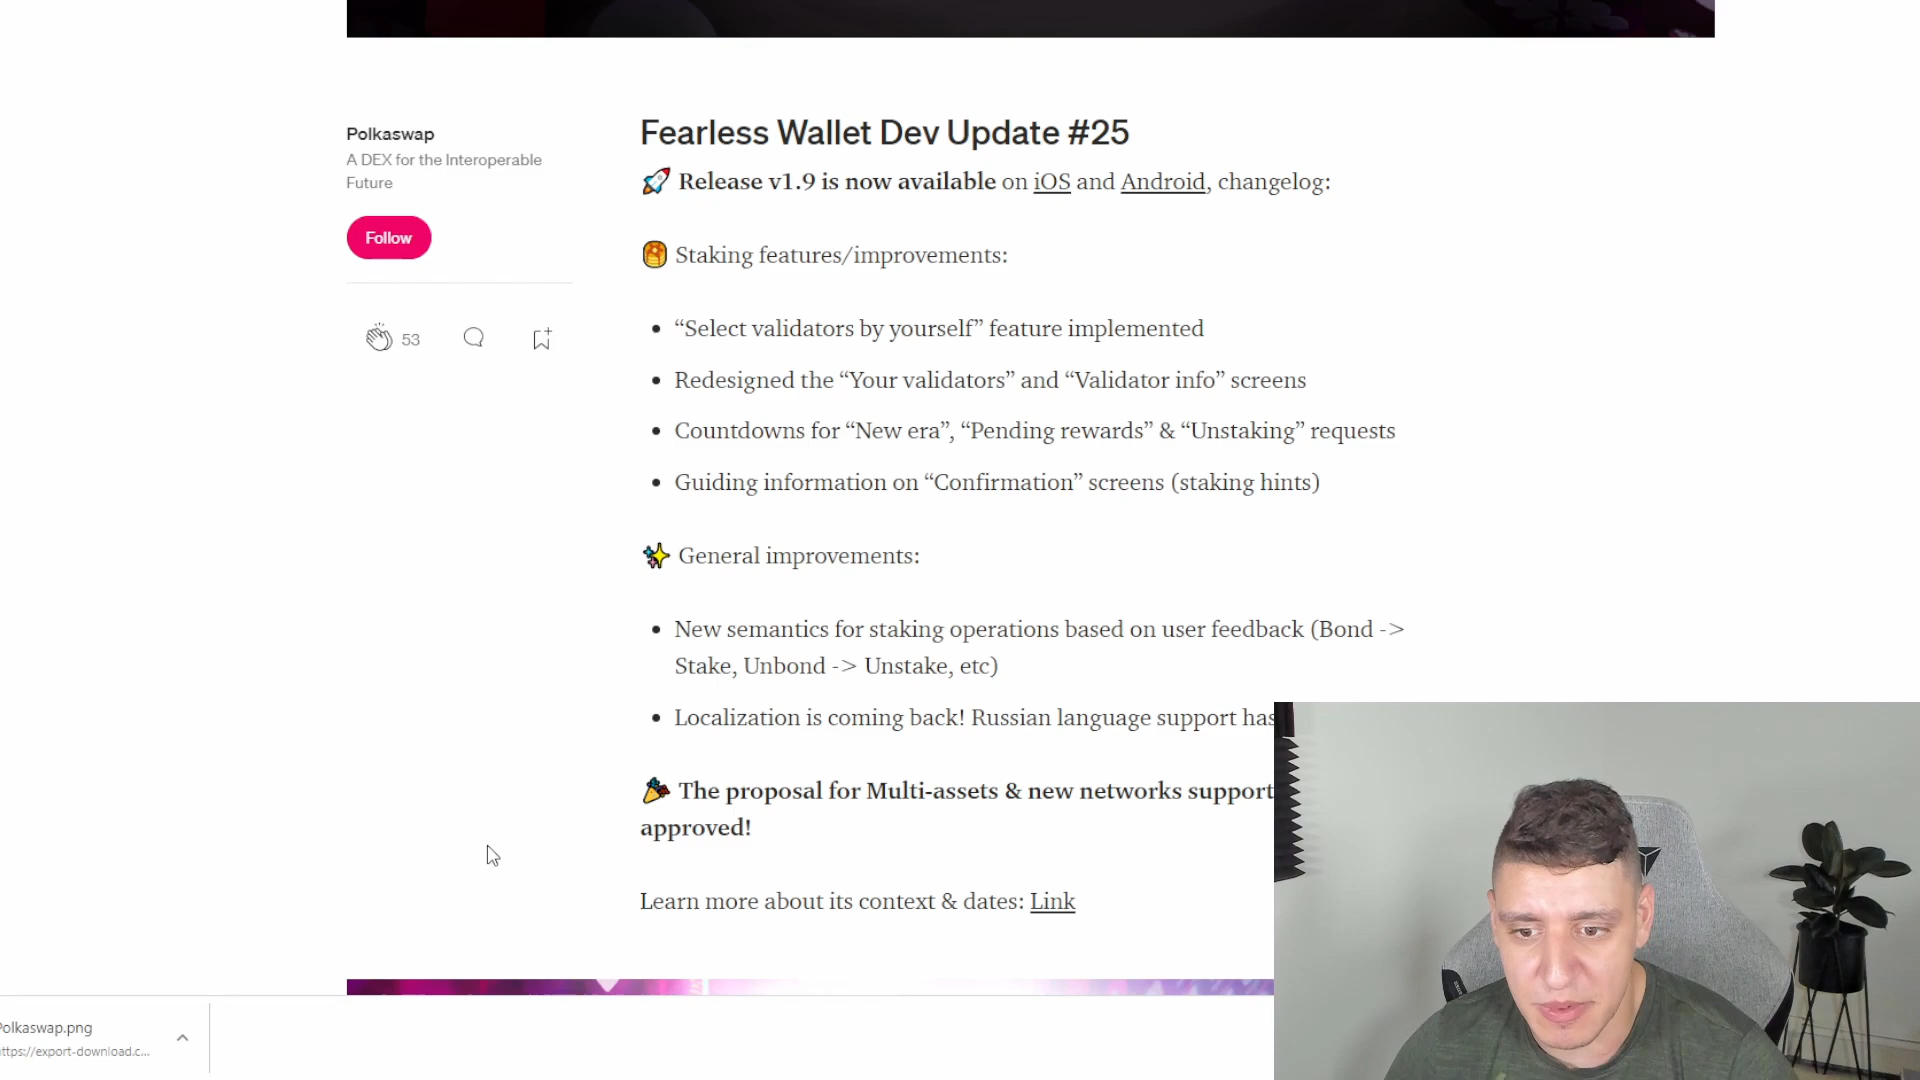 Polkaswap
A DEX for the Interoperable
Future
Follow
53
Fearless Wallet Dev Update #25
🚀 Release v1.9 is now available on iOS and Android, changelog:
🥞 Staking features/improvements:
• “Select validators by yourself” feature implemented
• Redesigned the “Your validators” and “Validator info” screens
• Countdowns for “New era”, “Pending rewards” & “Unstaking” requests
• Guiding information on “Confirmation” screens (staking hints)
✨ General improvements:
• New semantics for staking operations based on user feedback (Bond ->
Stake, Unbond -> Unstake, etc)
• Localization is coming back! Russian language support has
🎉 The proposal for Multi-assets & new networks support
approved!
Learn more about its context & dates: Link
Polkaswap.png
ttps://export-download.c...